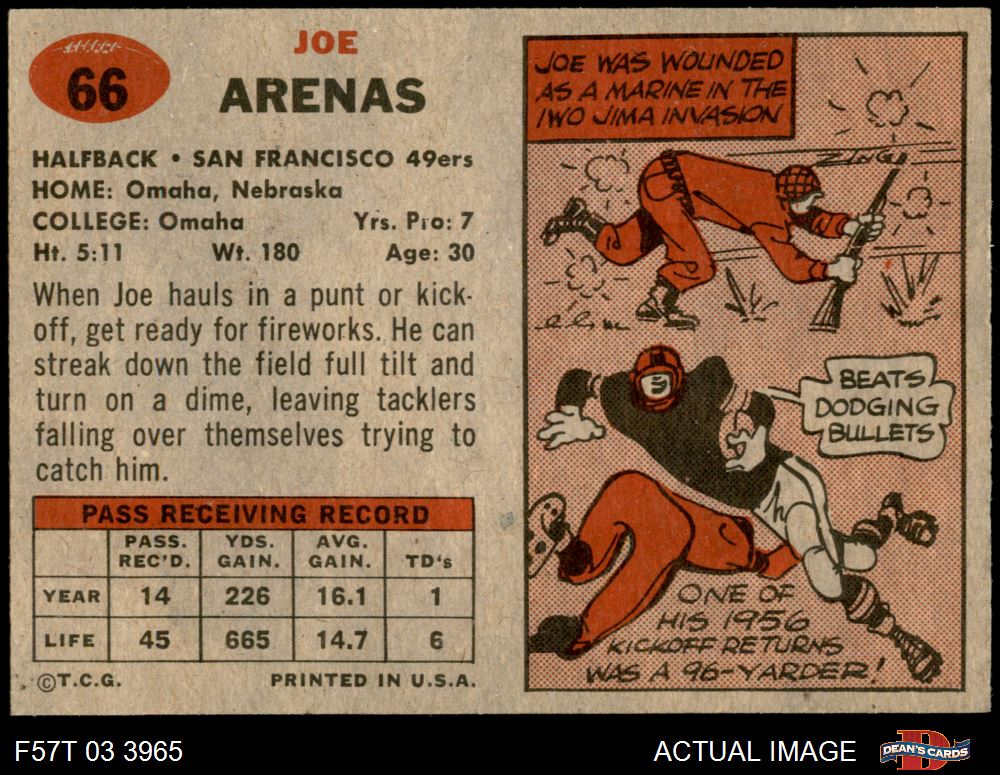 66
JOE
ARENAS
HALFBACK • SAN FRANCISCO 49ers
HOME: Omaha, Nebraska
COLLEGE: Omaha Yrs. Pro: 7
Ht. 5:11 Wt. 180 Age: 30
When Joe hauls in a punt or kick-
off, get ready for fireworks. He can
streak down the field full tilt and
turn on a dime, leaving tacklers
falling over themselves trying to
catch him.
PASS RECEIVING RECORD
PASS. REC'D. YDS. GAIN. AVG. GAIN. TD's
YEAR 14 226 16.1 1
LIFE 45 665 14.7 6
©T.C.G. PRINTED IN U.S.A.
JOE WAS WOUNDED
AS A MARINE IN THE
IWO JIMA INVASION
ZING
BEATS
DODGING
BULLETS
ONE OF
HIS 1956
KICKOFF RETURNS
WAS A 96-YARDER!
F57T 03 3965
ACTUAL IMAGE
DEAN'S CARDS